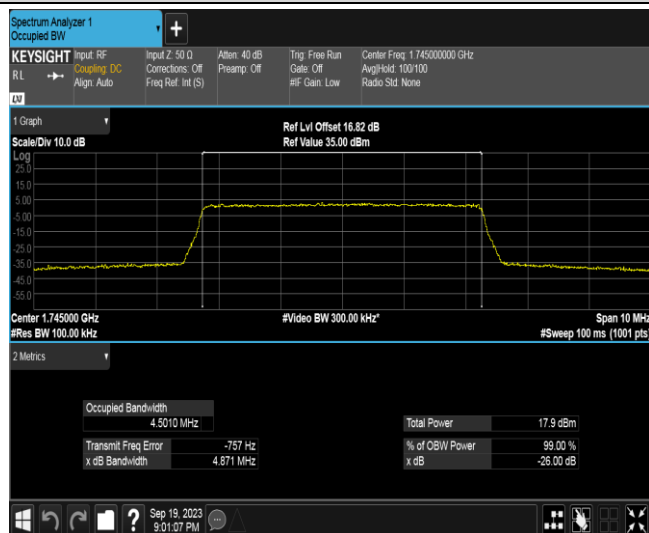 Spectrum Analyzer 1
Occupied BW
+
KEYSIGHT
RL
LXI
Input: RF
Coupling: DC
Align: Auto
Input Z: 50 Ω
Corrections: Off
Freq Ref: Int (S)
Atten: 40 dB
Preamp: Off
Trig: Free Run
Gate: Off
#IF Gain: Low
Center Freq: 1.745000000 GHz
Avg|Hold: 100/100
Radio Std: None
1 Graph
Scale/Div 10.0 dB
Ref Lvl Offset 16.82 dB
Ref Value 35.00 dBm
Log
25.0
15.0
5.00
-5.00
-15.0
-25.0
-35.0
-45.0
-55.0
Center 1.745000 GHz
#Video BW 300.00 kHz*
Span 10 MHz
#Res BW 100.00 kHz
#Sweep 100 ms (1001 pts)
2 Metrics
Occupied Bandwidth
4.5010 MHz
Total Power 17.9 dBm
Transmit Freq Error -757 Hz
% of OBW Power 99.00 %
x dB Bandwidth 4.871 MHz
x dB -26.00 dB
?
Sep 19, 2023
9:01:07 PM